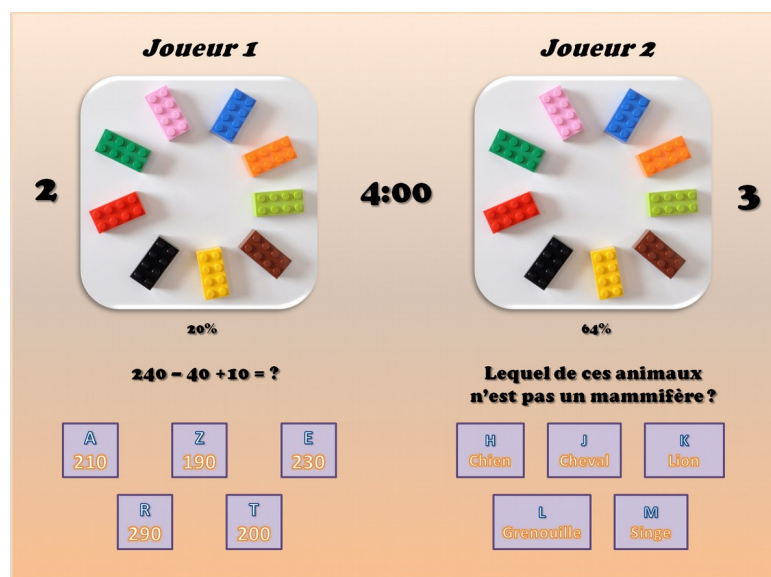 Joueur 1
Joueur 2
2
4:00
3
20%
64%
240 – 40 +10 = ?
Lequel de ces animaux
n'est pas un mammifère ?
A
210
Z
190
E
230
R
290
T
200
H
Chien
J
Cheval
K
Lion
L
Grenouille
M
Singe